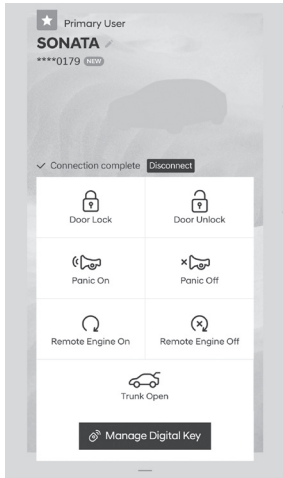 Primary User
SONATA
****0179 NEW
Connection complete Disconnect
Door Lock Door Unlock
Panic On Panic Off
Remote Engine On Remote Engine Off
Trunk Open
Manage Digital Key